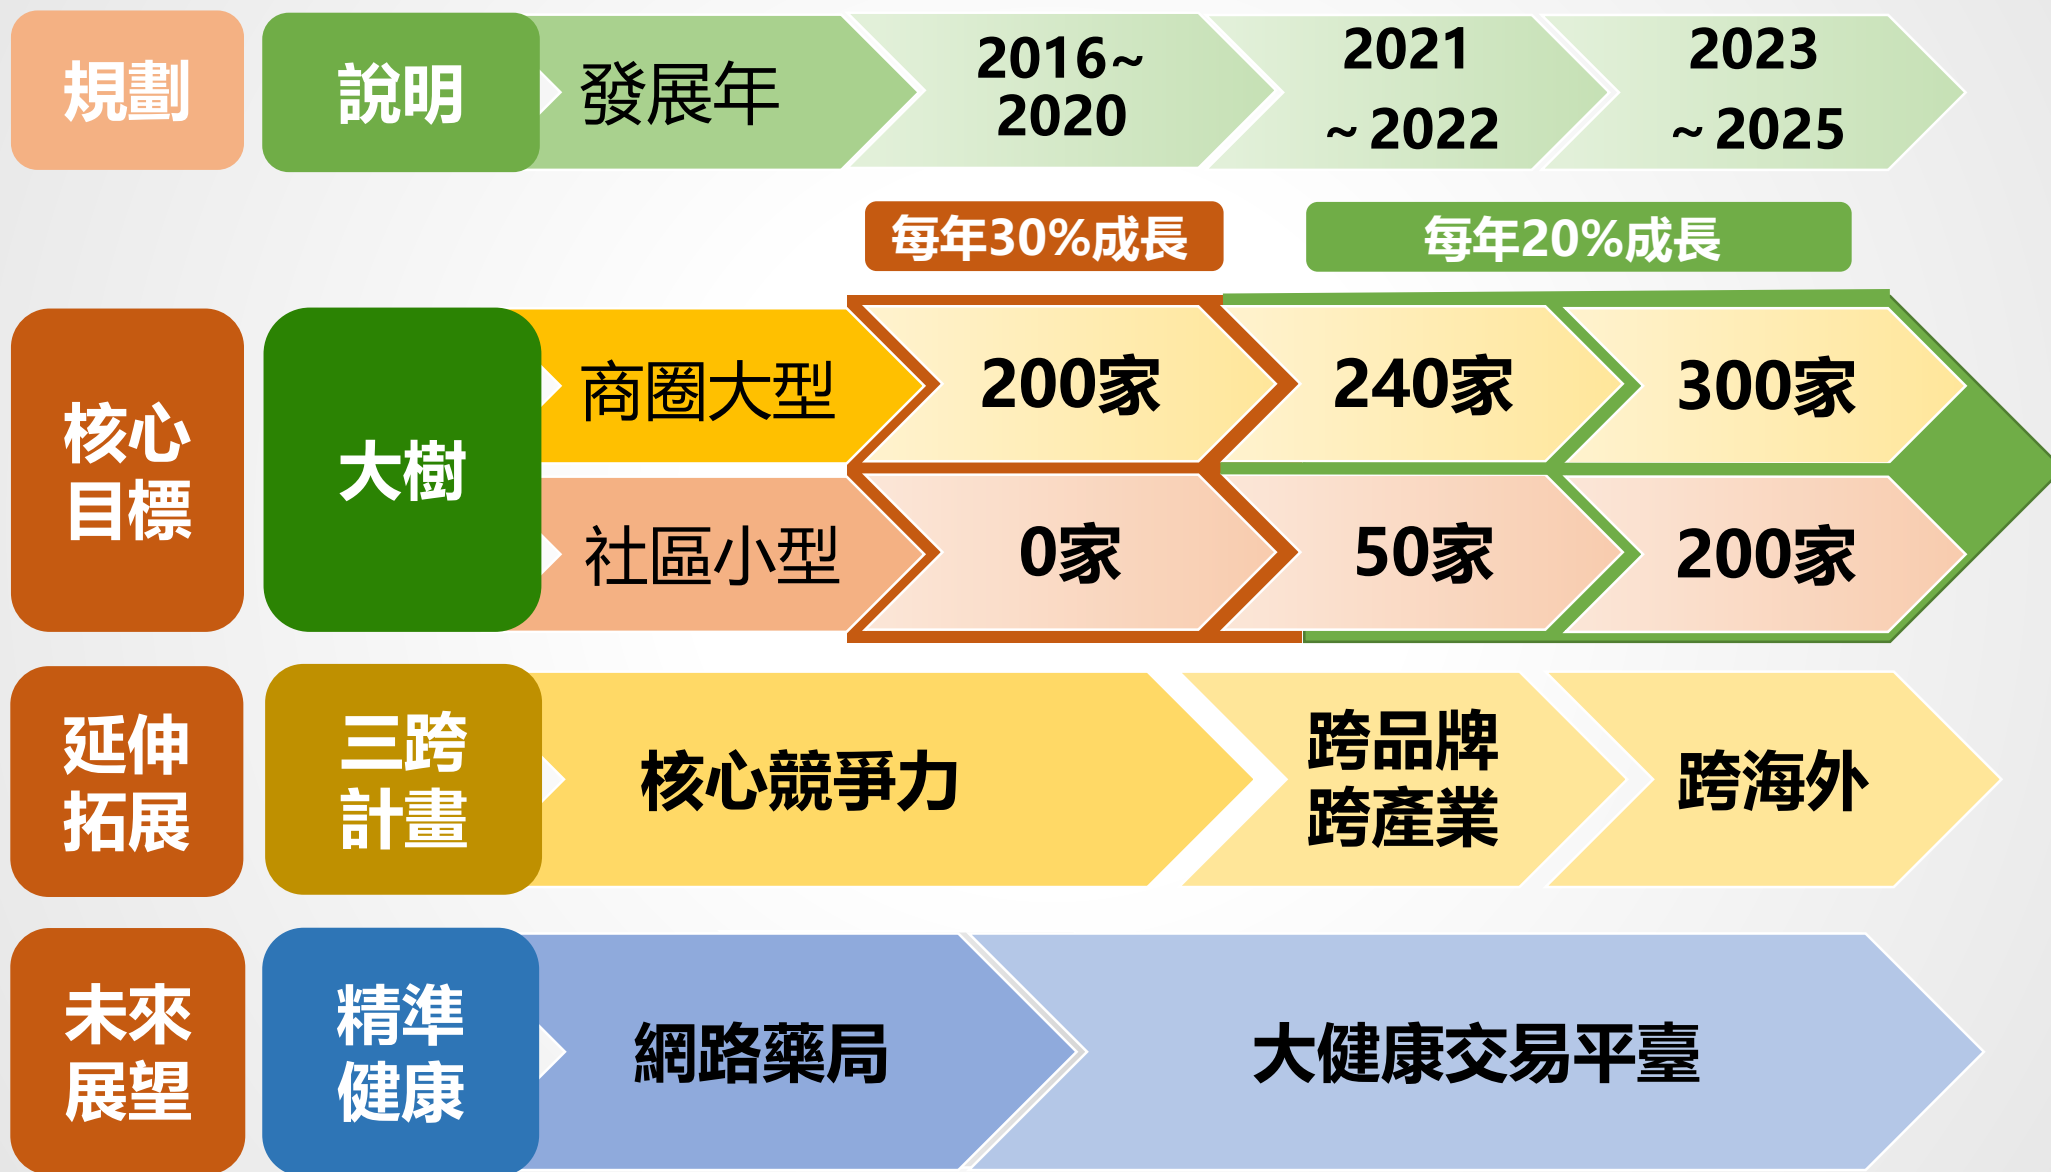 規劃
說明
發展年
2016~
2020
2021
~2022
2023
~2025
每年30%成長
每年20%成長
核心
目標
大樹
商圈大型
200家
240家
300家
社區小型
0家
50家
200家
延伸
拓展
三跨
計畫
核心競爭力
跨品牌
跨產業
跨海外
未來
展望
精準
健康
網路藥局
大健康交易平臺